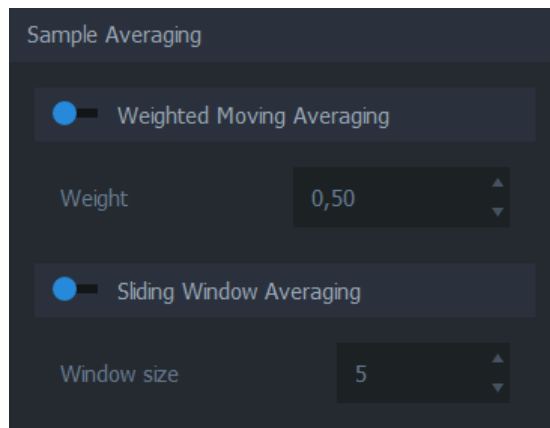 Sample Averaging
Weighted Moving Averaging
Weight 0,50
Sliding Window Averaging
Window size 5